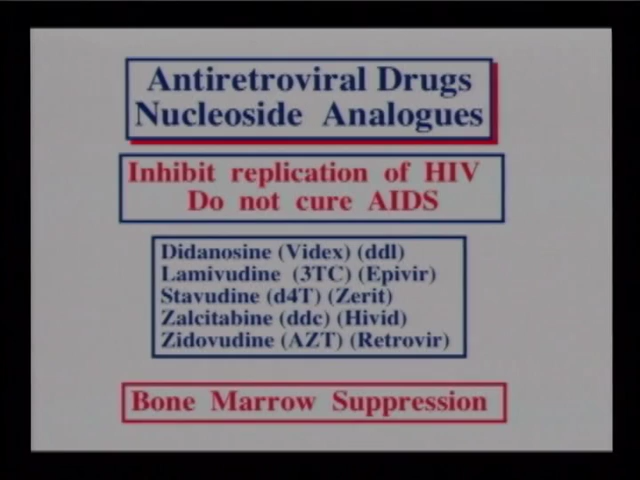 Antiretroviral Drugs
Nucleoside Analogues
Inhibit replication of HIV
Do not cure AIDS
Didanosine (Videx) (ddl)
Lamivudine (3TC) (Epivir)
Stavudine (d4T) (Zerit)
Zalcitabine (ddc) (Hivid)
Zidovudine (AZT) (Retrovir)
Bone Marrow Suppression